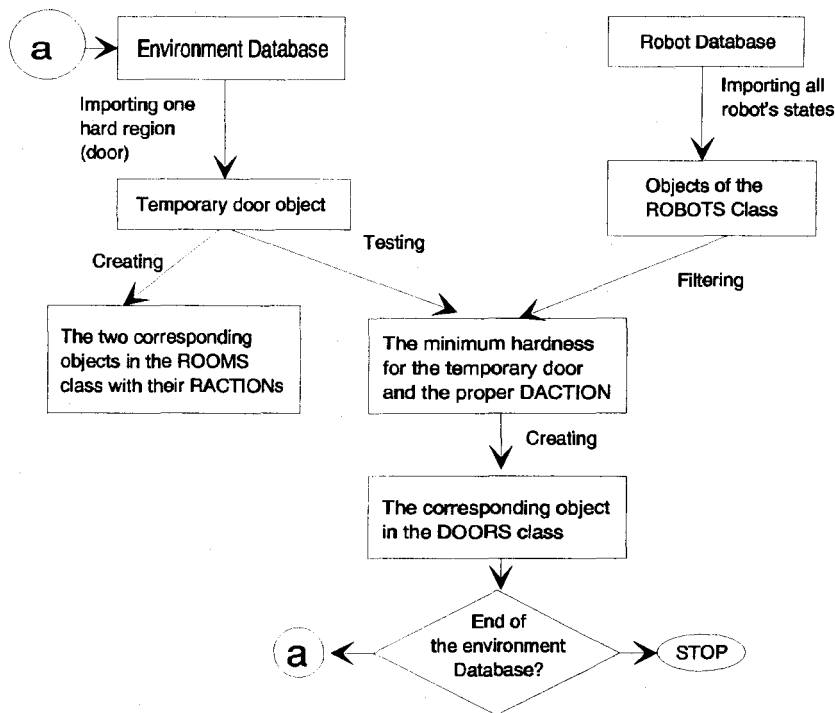 a
Environment Database
Robot Database
Importing one
hard region
(door)
Importing all
robot's states
Temporary door object
Objects of the
ROBOTS Class
Creating
Testing
Filtering
The two corresponding
objects in the ROOMS
class with their RACTIONs
The minimum hardness
for the temporary door
and the proper DACTION
Creating
The corresponding object
in the DOORS class
End of
the environment
Database?
a
STOP